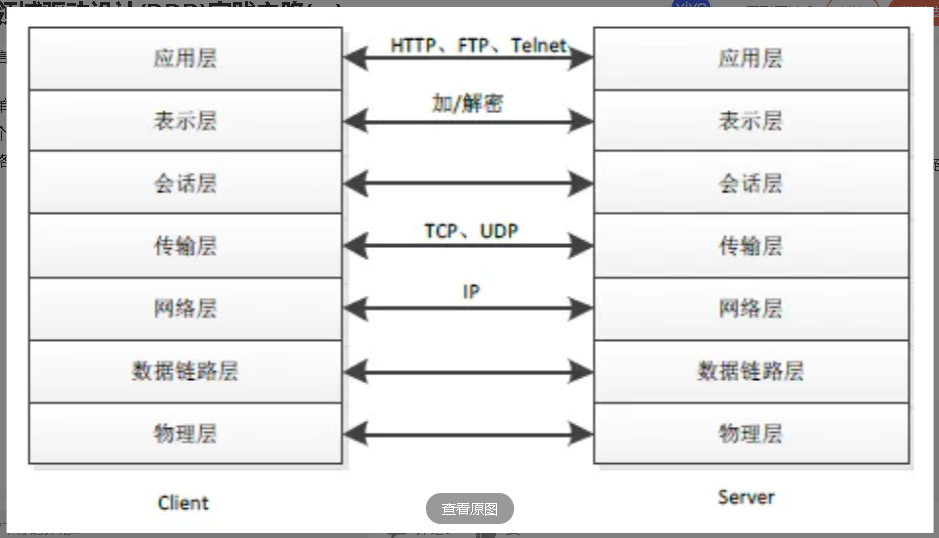 HTTP、FTP、Telnet
应用层
应用层
加/解密
表示层
表示层
会话层
会话层
TCP、UDP
传输层
传输层
IP
网络层
网络层
数据链路层
数据链路层
物理层
物理层
Client
Server
查看原图